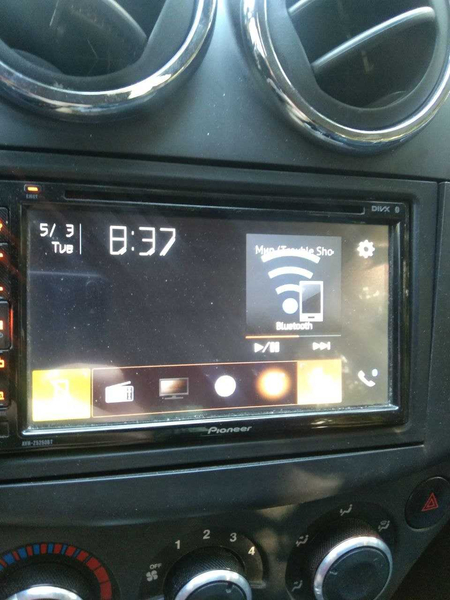 DIVX
5/ 3
Tue
8:37
Bluetooth
Pioneer
OFF
1
2
3
4